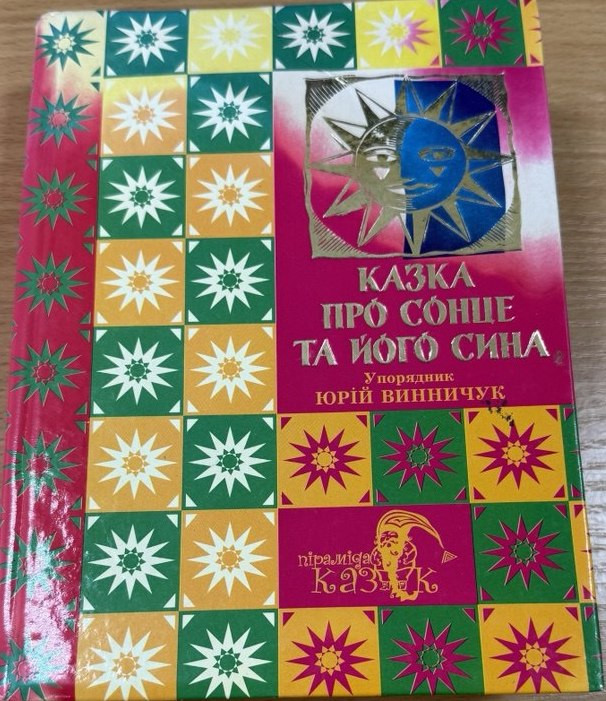 КАЗКА
ПРО СОНЦЕ
ТА ЙОГО СИНА
Упорядник
ЮРІЙ ВИННИЧУК
піраміда
казок